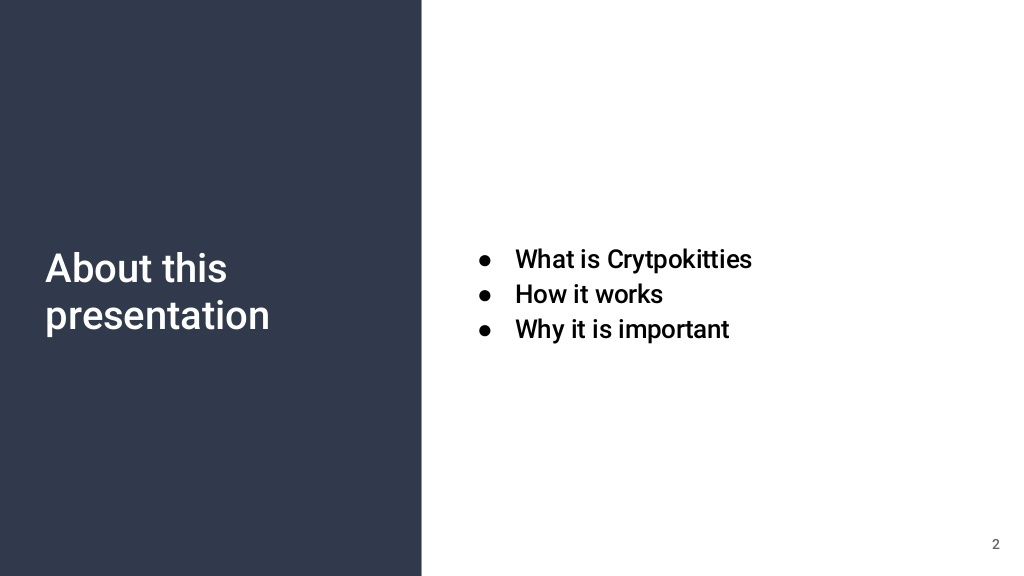 About this
presentation
● What is Crytpokitties
● How it works
● Why it is important
2